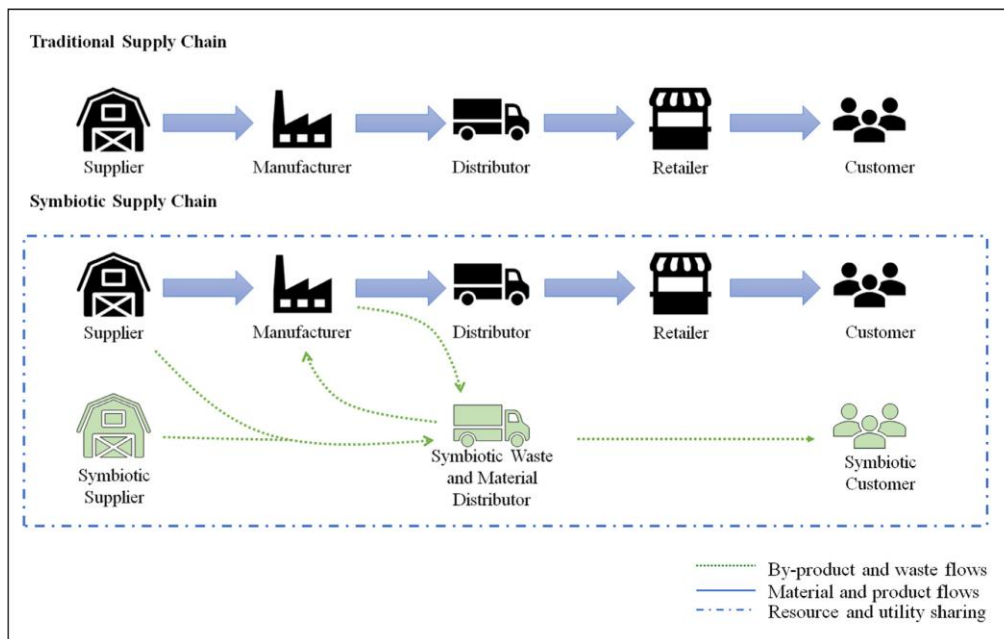 Traditional Supply Chain
Supplier
Manufacturer
Distributor
Retailer
Customer
Symbiotic Supply Chain
Supplier
Manufacturer
Distributor
Retailer
Customer
Symbiotic
Supplier
Symbiotic Waste
and Material
Distributor
Symbiotic
Customer
By-product and waste flows
Material and product flows
Resource and utility sharing